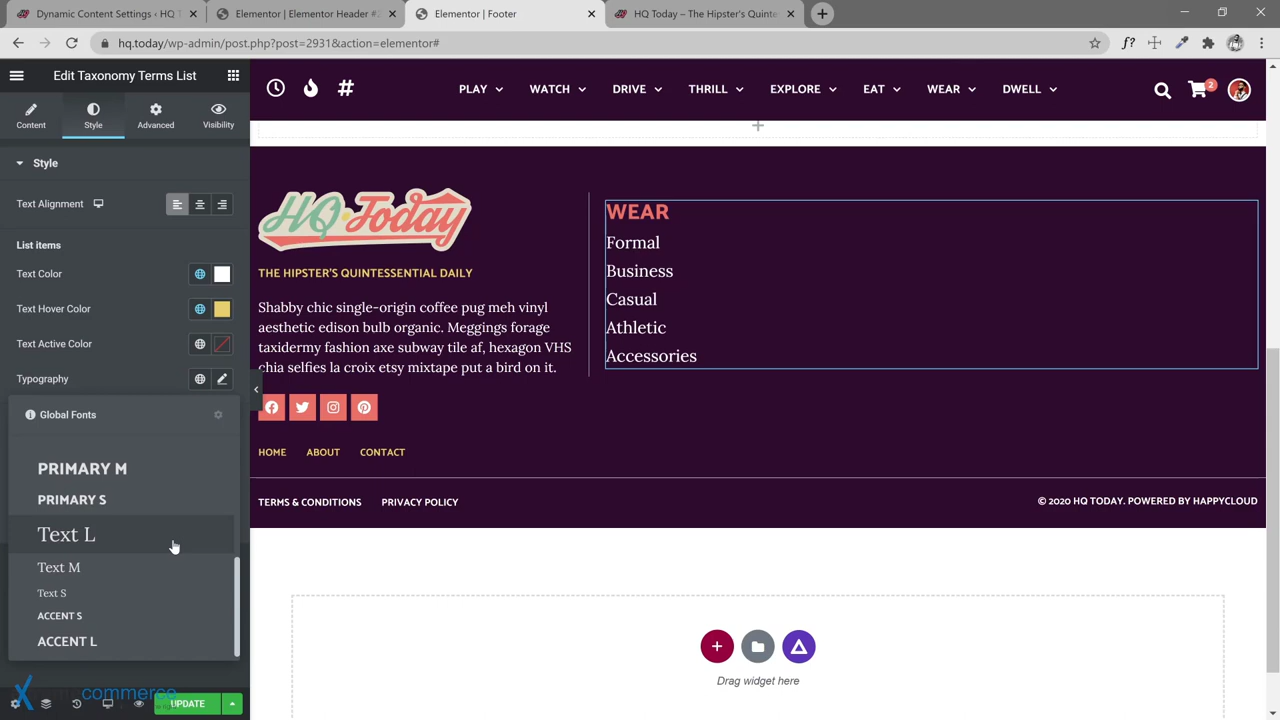 Dynamic Content Settings ‹ HQ T
Elementor | Elementor Header #2
Elementor | Footer
HQ Today – The Hipster's Quinte
hq.today/wp-admin/post.php?post=2931&action=elementor#
Edit Taxonomy Terms List
PLAY
WATCH
DRIVE
THRILL
EXPLORE
EAT
WEAR
DWELL
2
Content
Style
Advanced
Visibility
Style
Text Alignment
List items
Text Color
Text Hover Color
Text Active Color
Typography
Global Fonts
PRIMARY M
PRIMARY S
Text L
Text M
Text S
ACCENT S
ACCENT L
commerce
UPDATE
HQ Today
THE HIPSTER'S QUINTESSENTIAL DAILY
Shabby chic single-origin coffee pug meh vinyl
aesthetic edison bulb organic. Meggings forage
taxidermy fashion axe subway tile af, hexagon VHS
chia selfies la croix etsy mixtape put a bird on it.
HOME ABOUT CONTACT
WEAR
Formal
Business
Casual
Athletic
Accessories
TERMS & CONDITIONS PRIVACY POLICY
© 2020 HQ TODAY. POWERED BY HAPPYCLOUD
Drag widget here